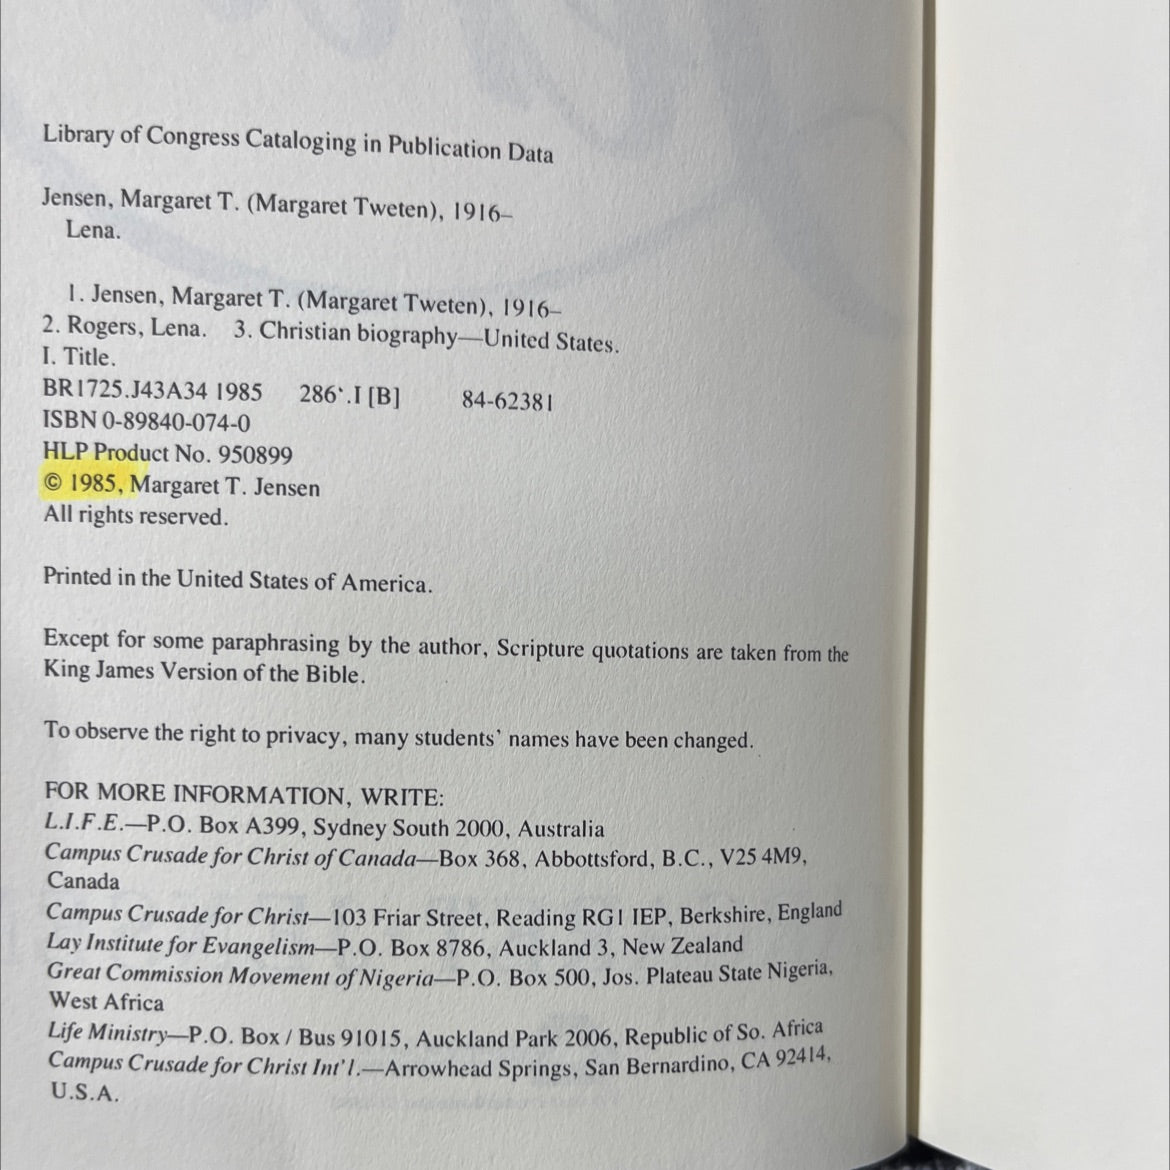 Library of Congress Cataloging in Publication Data
Jensen, Margaret T. (Margaret Tweten), 1916–
Lena.
1. Jensen, Margaret T. (Margaret Tweten), 1916–
2. Rogers, Lena. 3. Christian biography—United States.
I. Title.
BR1725.J43A34 1985 286‘.I [B] 84-62381
ISBN 0-89840-074-0
HLP Product No. 950899
© 1985, Margaret T. Jensen
All rights reserved.
Printed in the United States of America.
Except for some paraphrasing by the author, Scripture quotations are taken from the
King James Version of the Bible.
To observe the right to privacy, many students’ names have been changed.
FOR MORE INFORMATION, WRITE:
L.I.F.E.—P.O. Box A399, Sydney South 2000, Australia
Campus Crusade for Christ of Canada—Box 368, Abbottsford, B.C., V25 4M9,
Canada
Campus Crusade for Christ—103 Friar Street, Reading RG1 IEP, Berkshire, England
Lay Institute for Evangelism—P.O. Box 8786, Auckland 3, New Zealand
Great Commission Movement of Nigeria—P.O. Box 500, Jos. Plateau State Nigeria,
West Africa
Life Ministry—P.O. Box / Bus 91015, Auckland Park 2006, Republic of So. Africa
Campus Crusade for Christ Int’l.—Arrowhead Springs, San Bernardino, CA 92414,
U.S.A.